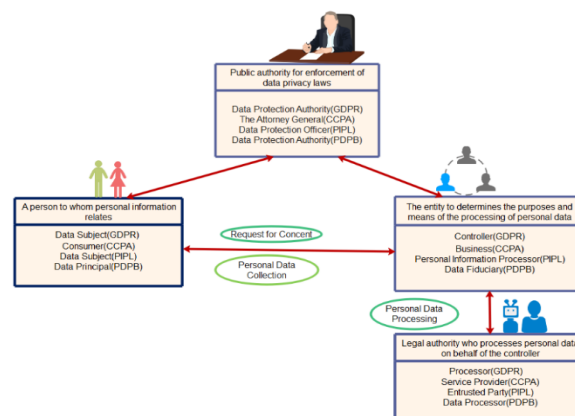 Public authority for enforcement of
data privacy laws
Data Protection Authority(GDPR)
The Attorney General(CCPA)
Data Protection Officer(PIPL)
Data Protection Authority(PDPB)
A person to whom personal information
relates
Data Subject(GDPR)
Consumer(CCPA)
Data Subject(PIPL)
Data Principal(PDPB)
Request for Concent
Personal Data
Collection
The entity to determines the purposes and
means of the processing of personal data
Controller(GDPR)
Business(CCPA)
Personal Information Processor(PIPL)
Data Fiduciary(PDPB)
Personal Data
Processing
Legal authority who processes personal data
on behalf of the controller
Processor(GDPR)
Service Provider(CCPA)
Entrusted Party(PIPL)
Data Processor(PDPB)